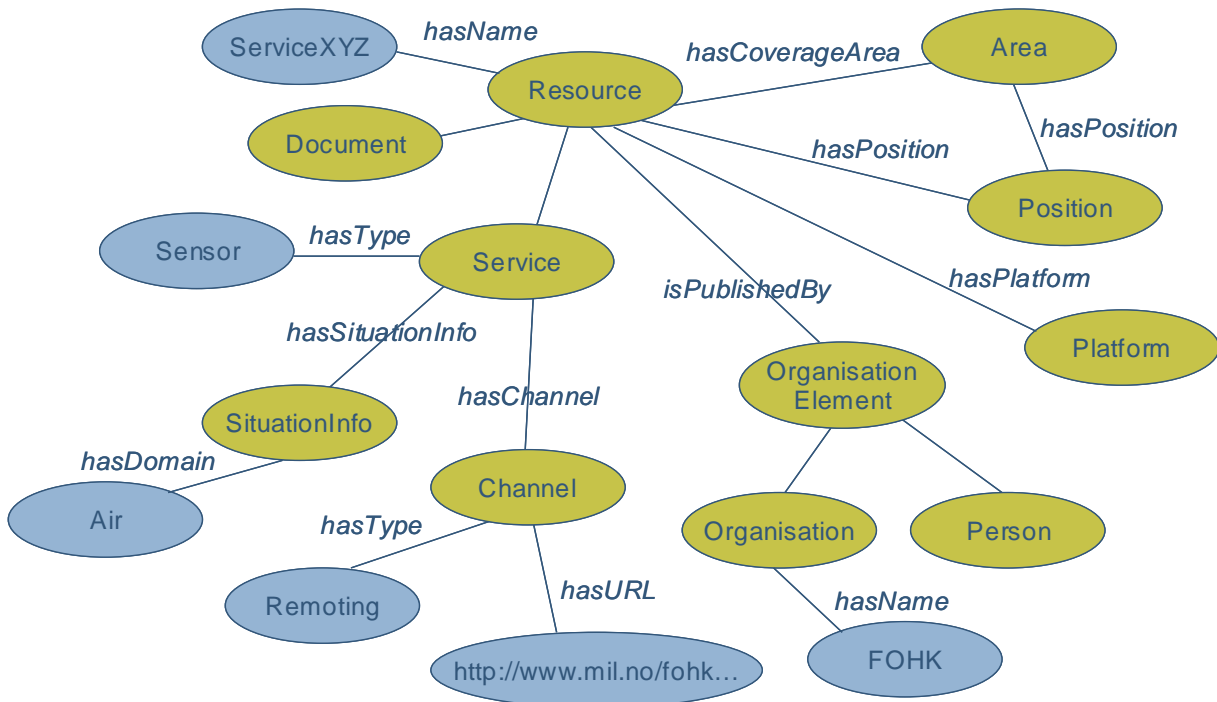 ServiceXYZ
hasName
Resource
hasCoverageArea
Area
Document
hasPosition
hasPosition
Position
Sensor
hasType
Service
hasPlatform
isPublishedBy
hasSituationInfo
Platform
Organisation
Element
hasChannel
SituationInfo
hasDomain
Channel
Air
hasType
Organisation
Person
Remoting
hasURL
hasName
http://www.mil.no/fohk…
FOHK